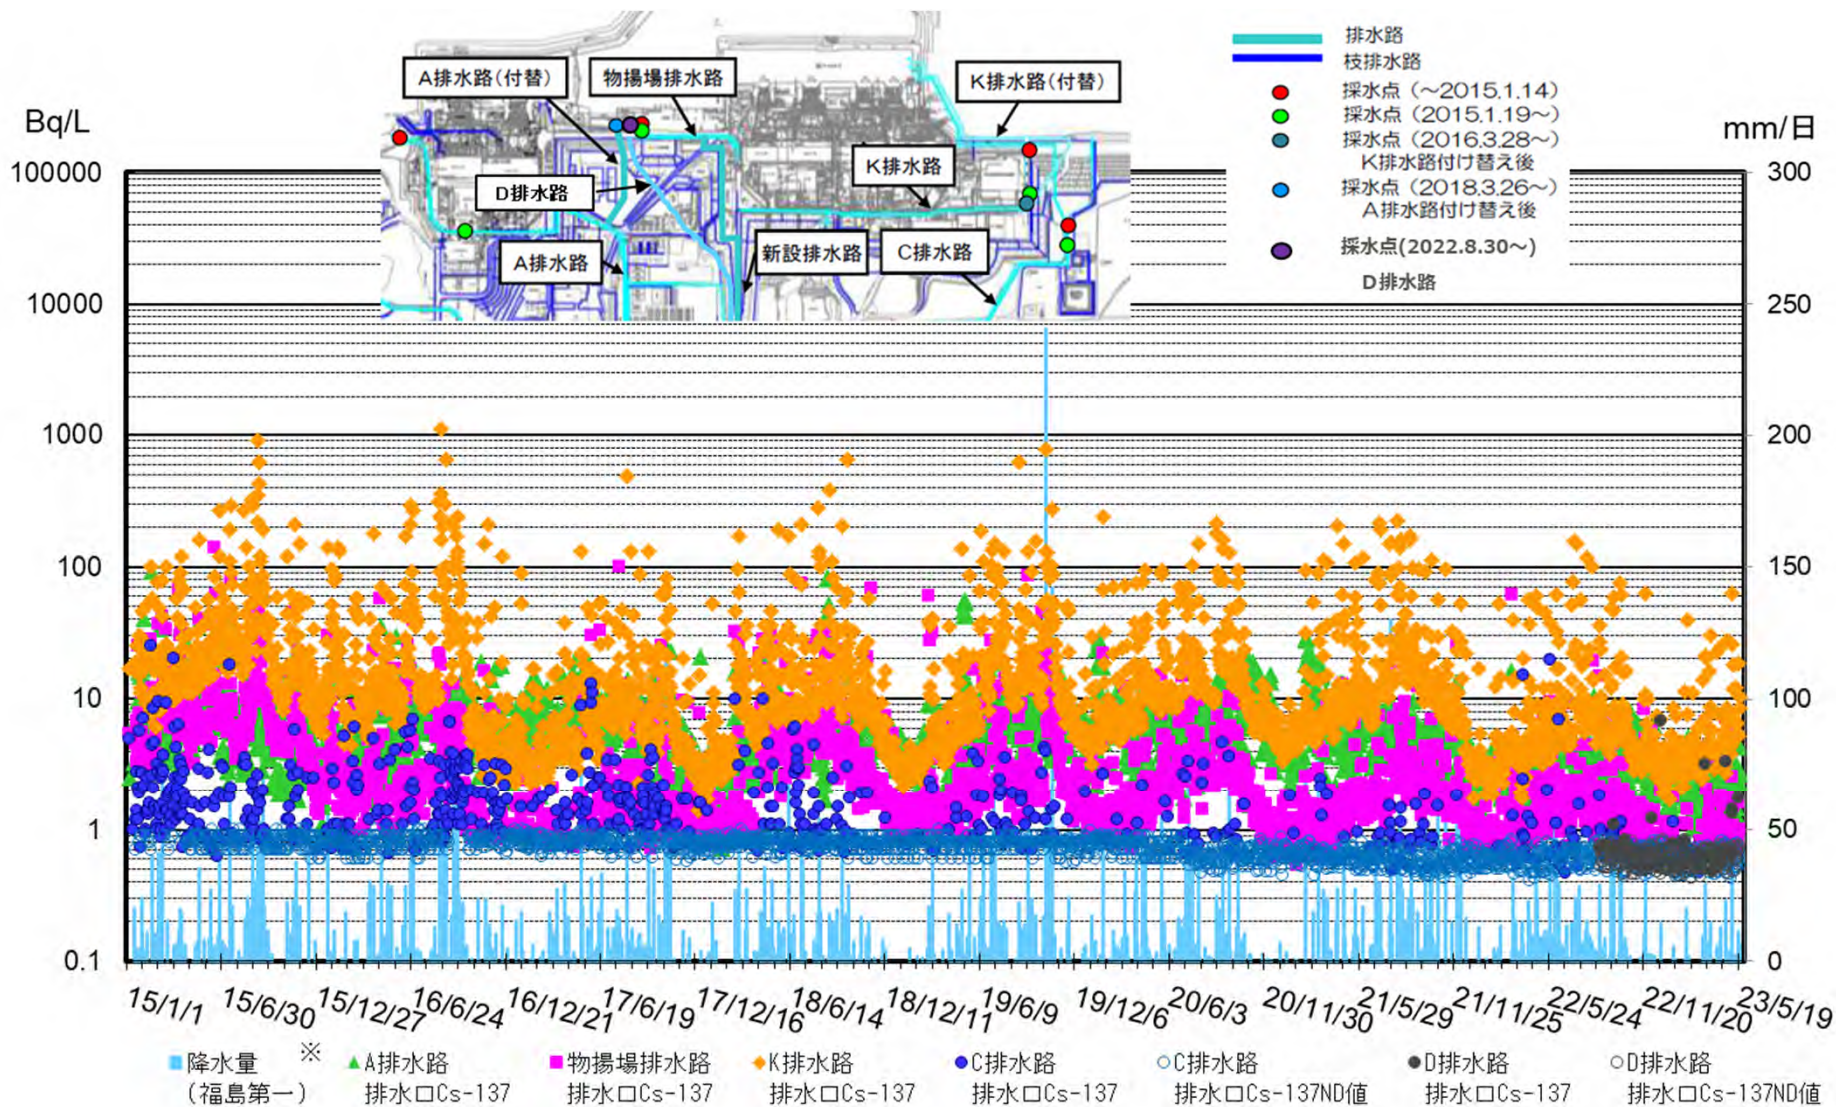 A排水路(付替)
物揚場排水路
K排水路(付替)
D排水路
K排水路
A排水路
新設排水路
C排水路
排水路
枝排水路
採水点（～2015.1.14）
採水点（2015.1.19～）
採水点（2016.3.28～）
K排水路付け替え後
採水点（2018.3.26～）
A排水路付け替え後
採水点(2022.8.30～)
D排水路
Bq/L
mm/日
100000
10000
1000
100
10
1
0.1
300
250
200
150
100
50
0
15/1/1
15/6/30
15/12/27
16/6/24
16/12/21
17/6/19
17/12/16
18/6/14
18/12/11
19/6/9
19/12/6
20/6/3
20/11/30
21/5/29
21/11/25
22/5/24
22/11/20
23/5/19
降水量 ※
(福島第一)
A排水路
排水口Cs-137
物揚場排水路
排水口Cs-137
K排水路
排水口Cs-137
C排水路
排水口Cs-137
C排水路
排水口Cs-137ND値
D排水路
排水口Cs-137
D排水路
排水口Cs-137ND値